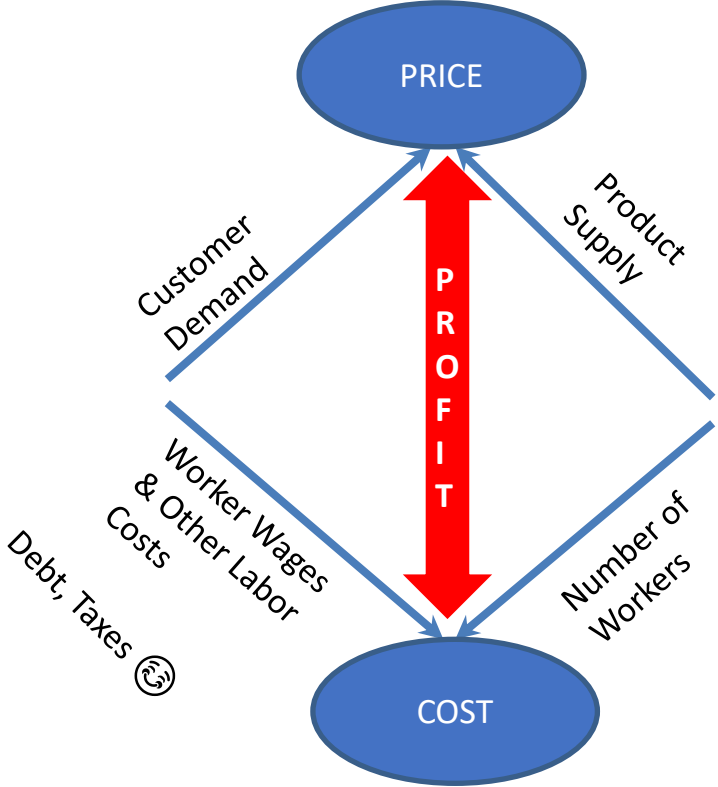 PRICE
Customer
Demand
Product
Supply
P
R
O
F
I
T
Worker Wages
& Other Labor
Costs
Debt, Taxes
Number of
Workers
COST